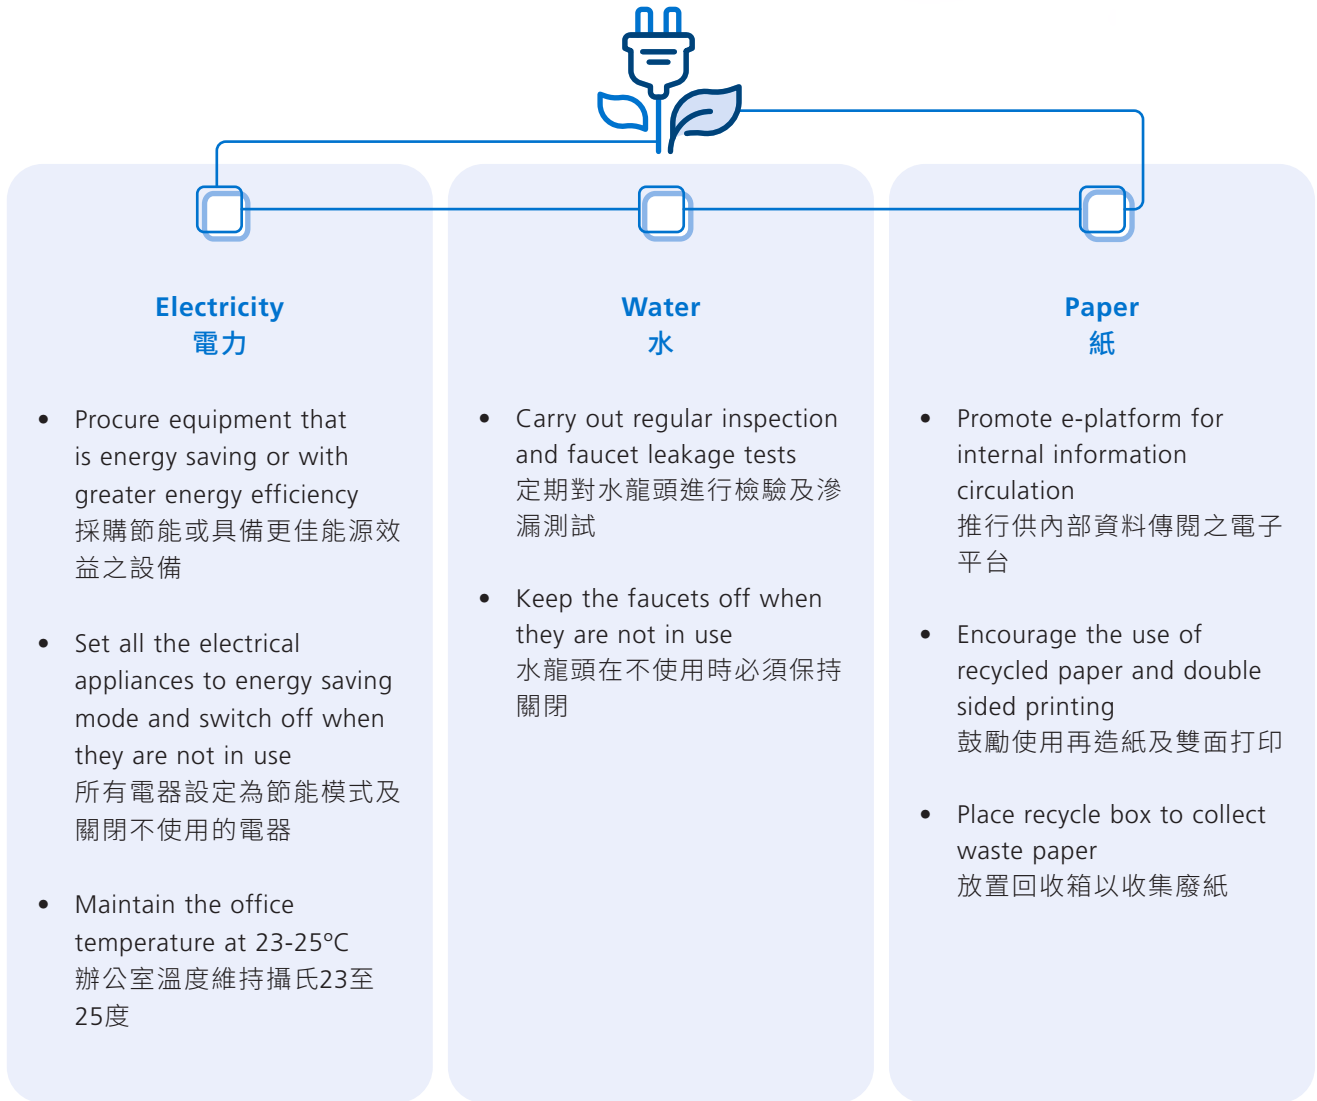 Electricity
電力
• Procure equipment that
is energy saving or with
greater energy efficiency
採購節能或具備更佳能源效
益之設備
• Set all the electrical
appliances to energy saving
mode and switch off when
they are not in use
所有電器設定為節能模式及
關閉不使用的電器
• Maintain the office
temperature at 23-25°C
辦公室溫度維持攝氏23至
25度
Water
水
• Carry out regular inspection
and faucet leakage tests
定期對水龍頭進行檢驗及滲
漏測試
• Keep the faucets off when
they are not in use
水龍頭在不使用時必須保持
關閉
Paper
紙
• Promote e-platform for
internal information
circulation
推行供內部資料傳閱之電子
平台
• Encourage the use of
recycled paper and double
sided printing
鼓勵使用再造紙及雙面打印
• Place recycle box to collect
waste paper
放置回收箱以收集廢紙